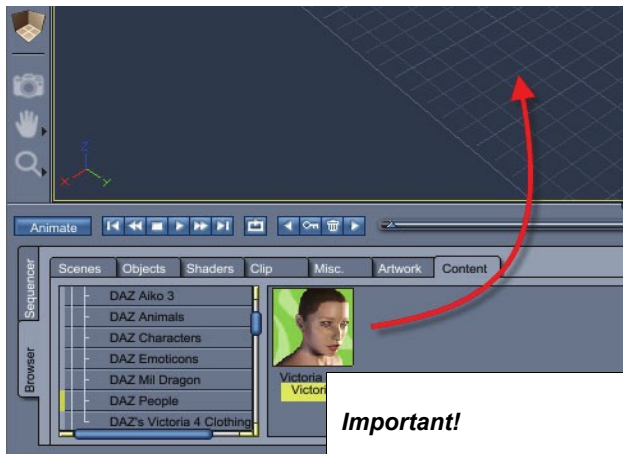 Z
X Y
Animate
Sequencer
Browser
Scenes Objects Shaders Clip Misc. Artwork Content
DAZ Aiko 3
DAZ Animals
DAZ Characters
DAZ Emoticons
DAZ Mil Dragon
DAZ People
DAZ's Victoria 4 Clothing
Victoria
Important!